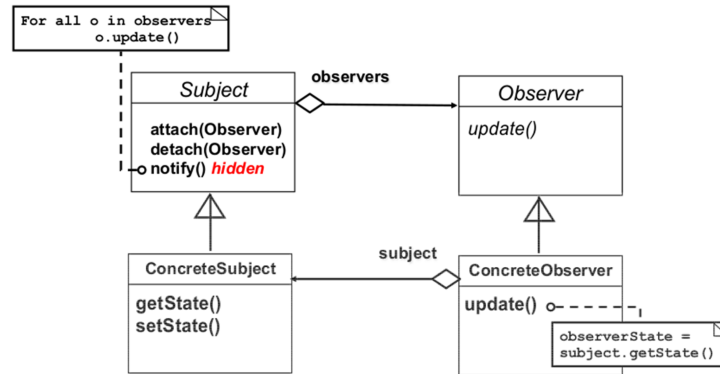 For all o in observers
o.update()
observers
Subject
attach(Observer)
detach(Observer)
notify() hidden
Observer
update()
subject
ConcreteSubject
getState()
setState()
ConcreteObserver
update()
observerState =
subject.getState()